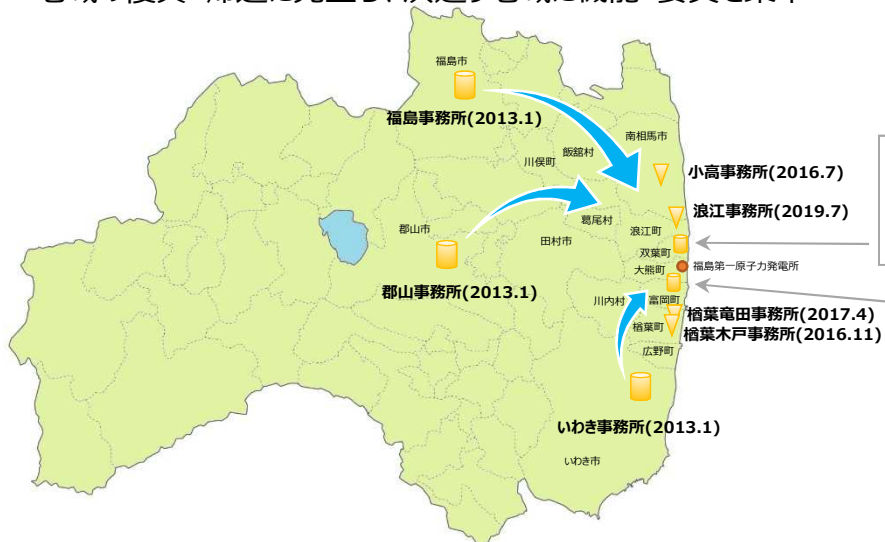 福島市
福島事務所(2013.1)
南相馬市
飯舘村
川俣町
小高事務所(2016.7)
浪江事務所(2019.7)
葛尾村
浪江町
郡山市
田村市
双葉町
大熊町
福島第一原子力発電所
郡山事務所(2013.1)
川内村
富岡町
楢葉竜田事務所(2017.4)
楢葉町
楢葉木戸事務所(2016.11)
広野町
いわき事務所(2013.1)
いわき市